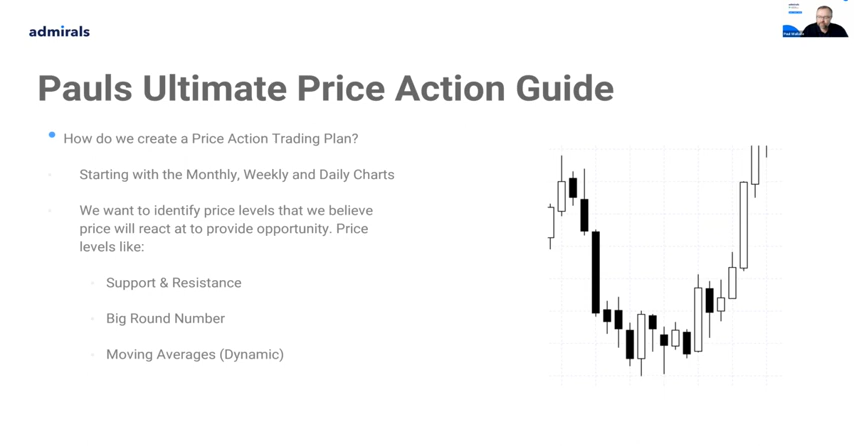 admirals
Pauls Ultimate Price Action Guide
How do we create a Price Action Trading Plan?
Starting with the Monthly, Weekly and Daily Charts
We want to identify price levels that we believe
price will react at to provide opportunity. Price
levels like:
Support & Resistance
Big Round Number
Moving Averages (Dynamic)